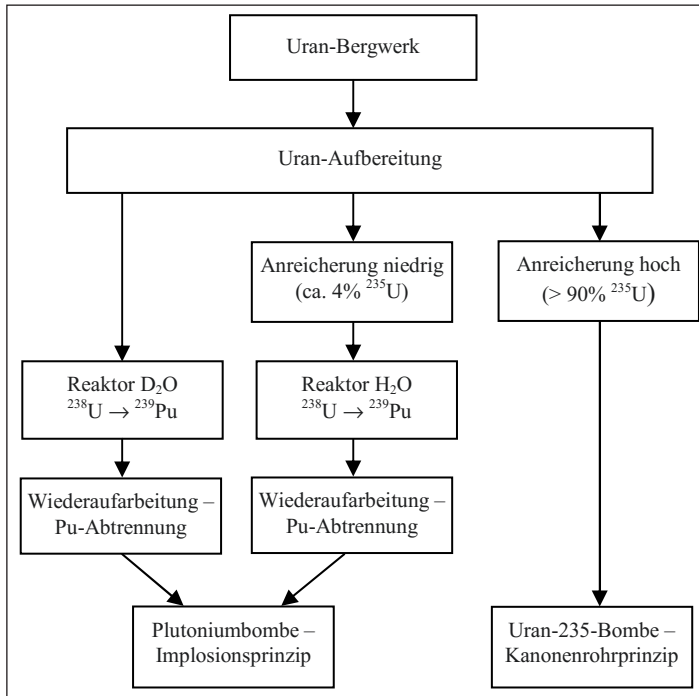 Uran-Bergwerk
Uran-Aufbereitung
Anreicherung niedrig
(ca. 4% ²³⁵U)
Anreicherung hoch
(> 90% ²³⁵U)
Reaktor D₂O
²³⁸U → ²³⁹Pu
Reaktor H₂O
²³⁸U → ²³⁹Pu
Wiederaufarbeitung –
Pu-Abtrennung
Wiederaufarbeitung –
Pu-Abtrennung
Plutoniumbombe –
Implosionsprinzip
Uran-235-Bombe –
Kanonenrohrprinzip